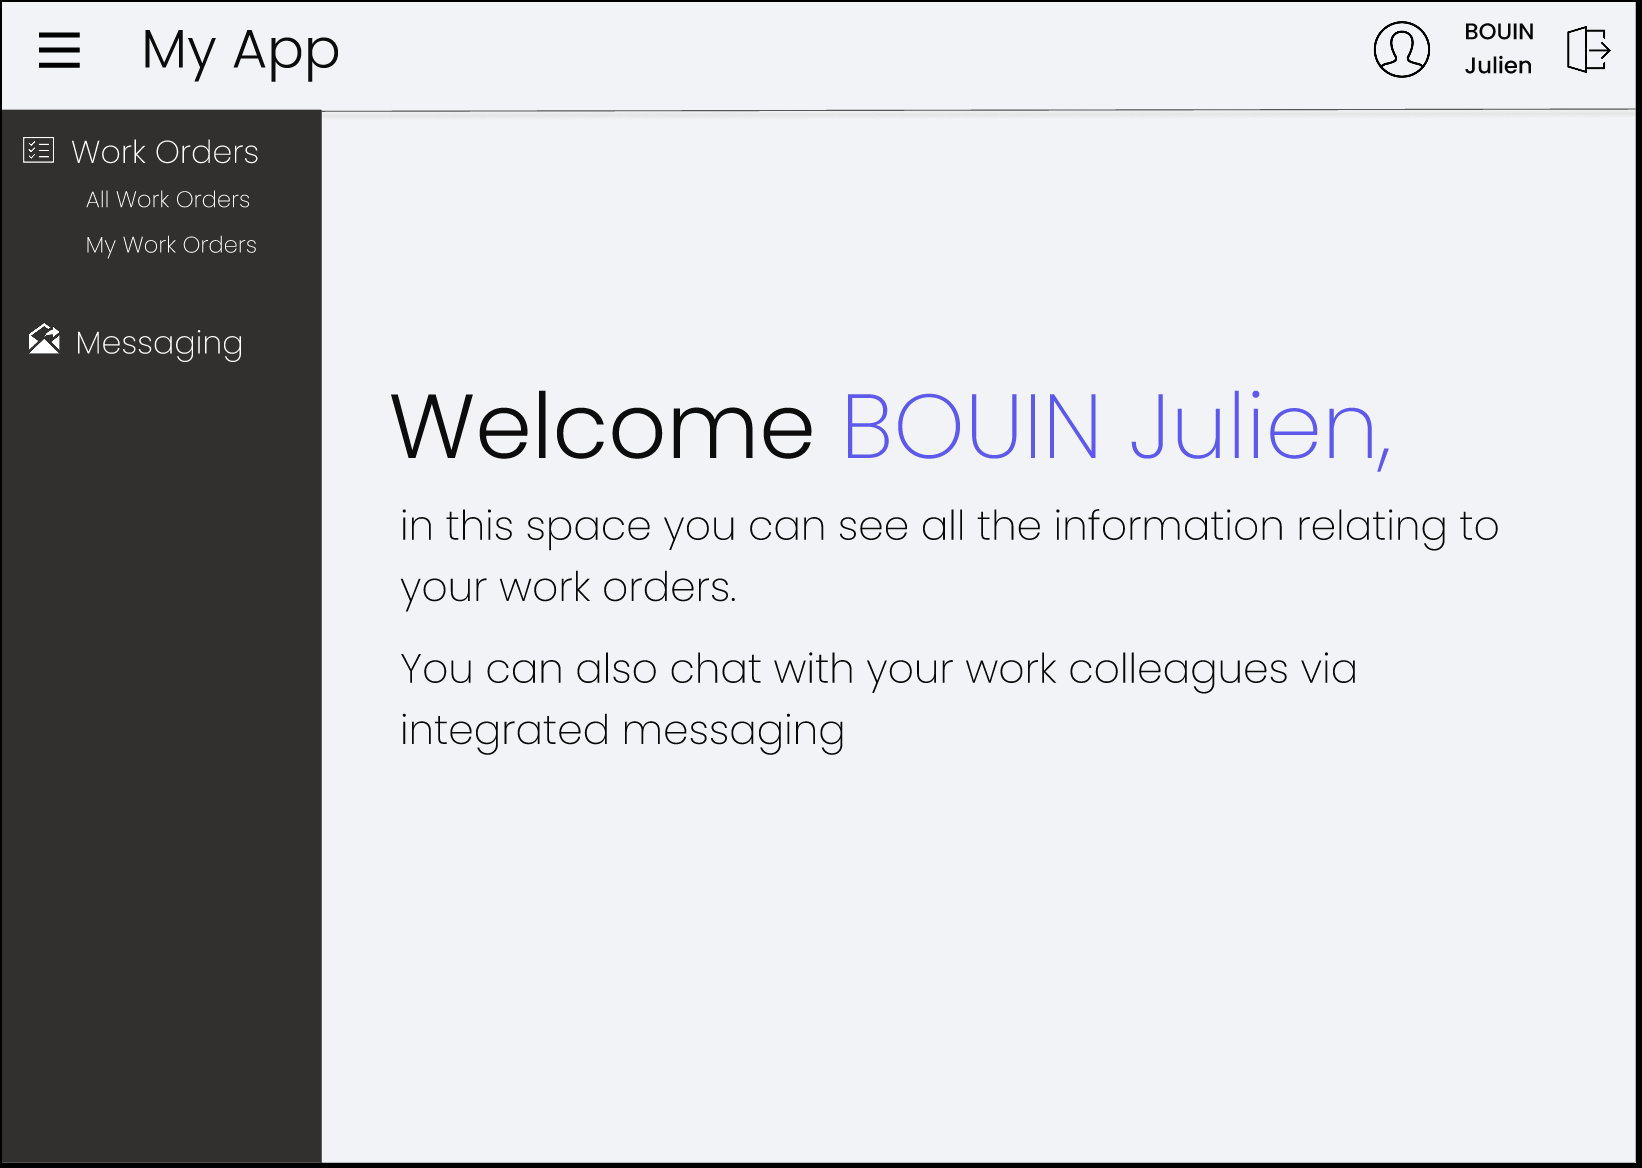 My App
BOUIN
Julien
Work Orders
All Work Orders
My Work Orders
Messaging
Welcome BOUIN Julien,
in this space you can see all the information relating to
your work orders.
You can also chat with your work colleagues via
integrated messaging